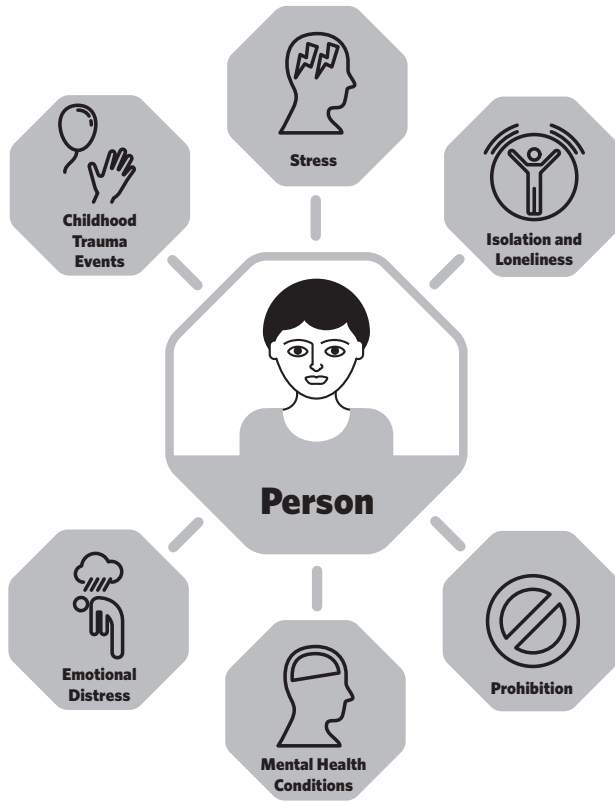 Stress
Childhood
Trauma
Events
Isolation and
Loneliness
Person
Emotional
Distress
Mental Health
Conditions
Prohibition